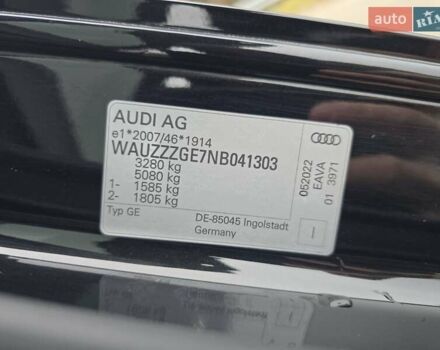 auto RIA
AUDI AG
e1*2007/46*1914
WAUZZZGE7NB041303
3280 kg
5080 kg
1- 1585 kg
2- 1805 kg
Typ GE
DE-85045 Ingolstadt
Germany
052022
EAVA
01 3971